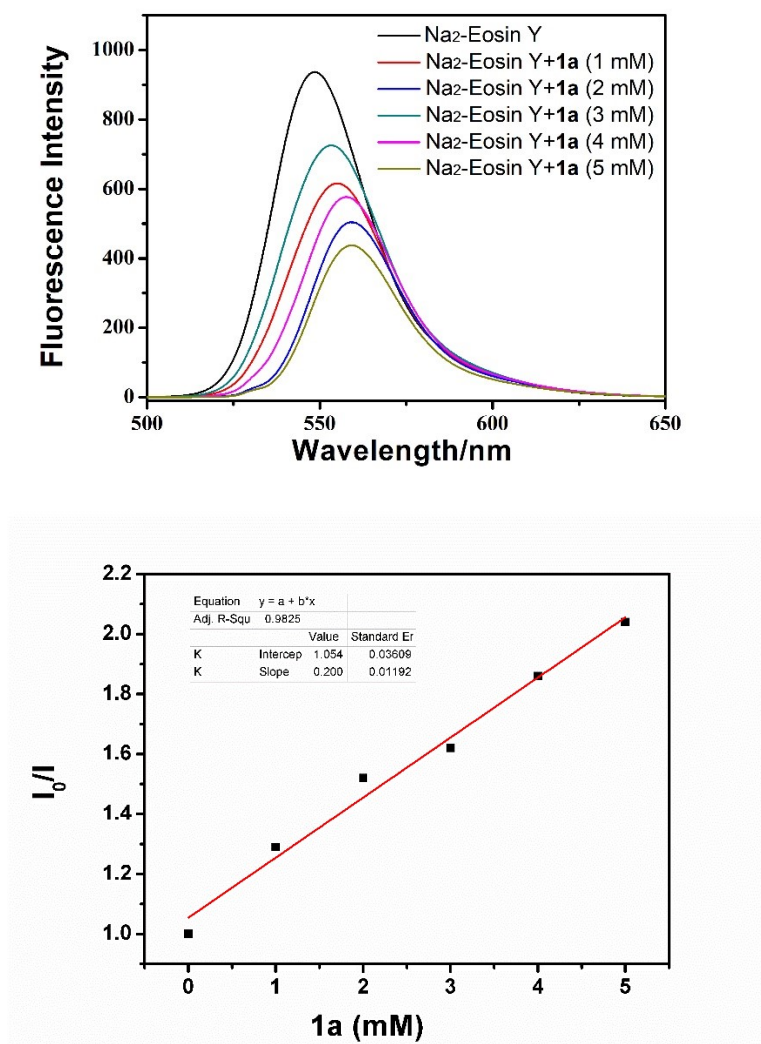 1000
800
600
400
200
0
Fluorescence Intensity
Na2-Eosin Y
Na2-Eosin Y+1a (1 mM)
Na2-Eosin Y+1a (2 mM)
Na2-Eosin Y+1a (3 mM)
Na2-Eosin Y+1a (4 mM)
Na2-Eosin Y+1a (5 mM)
500 550 600 650
Wavelength/nm
2.2
2.0
1.8
1.6
1.4
1.2
1.0
I0/I
Equation y = a + b*x
Adj. R-Squ 0.9825
Value Standard Er
K Intercep 1.054 0.03609
K Slope 0.200 0.01192
0 1 2 3 4 5
1a (mM)